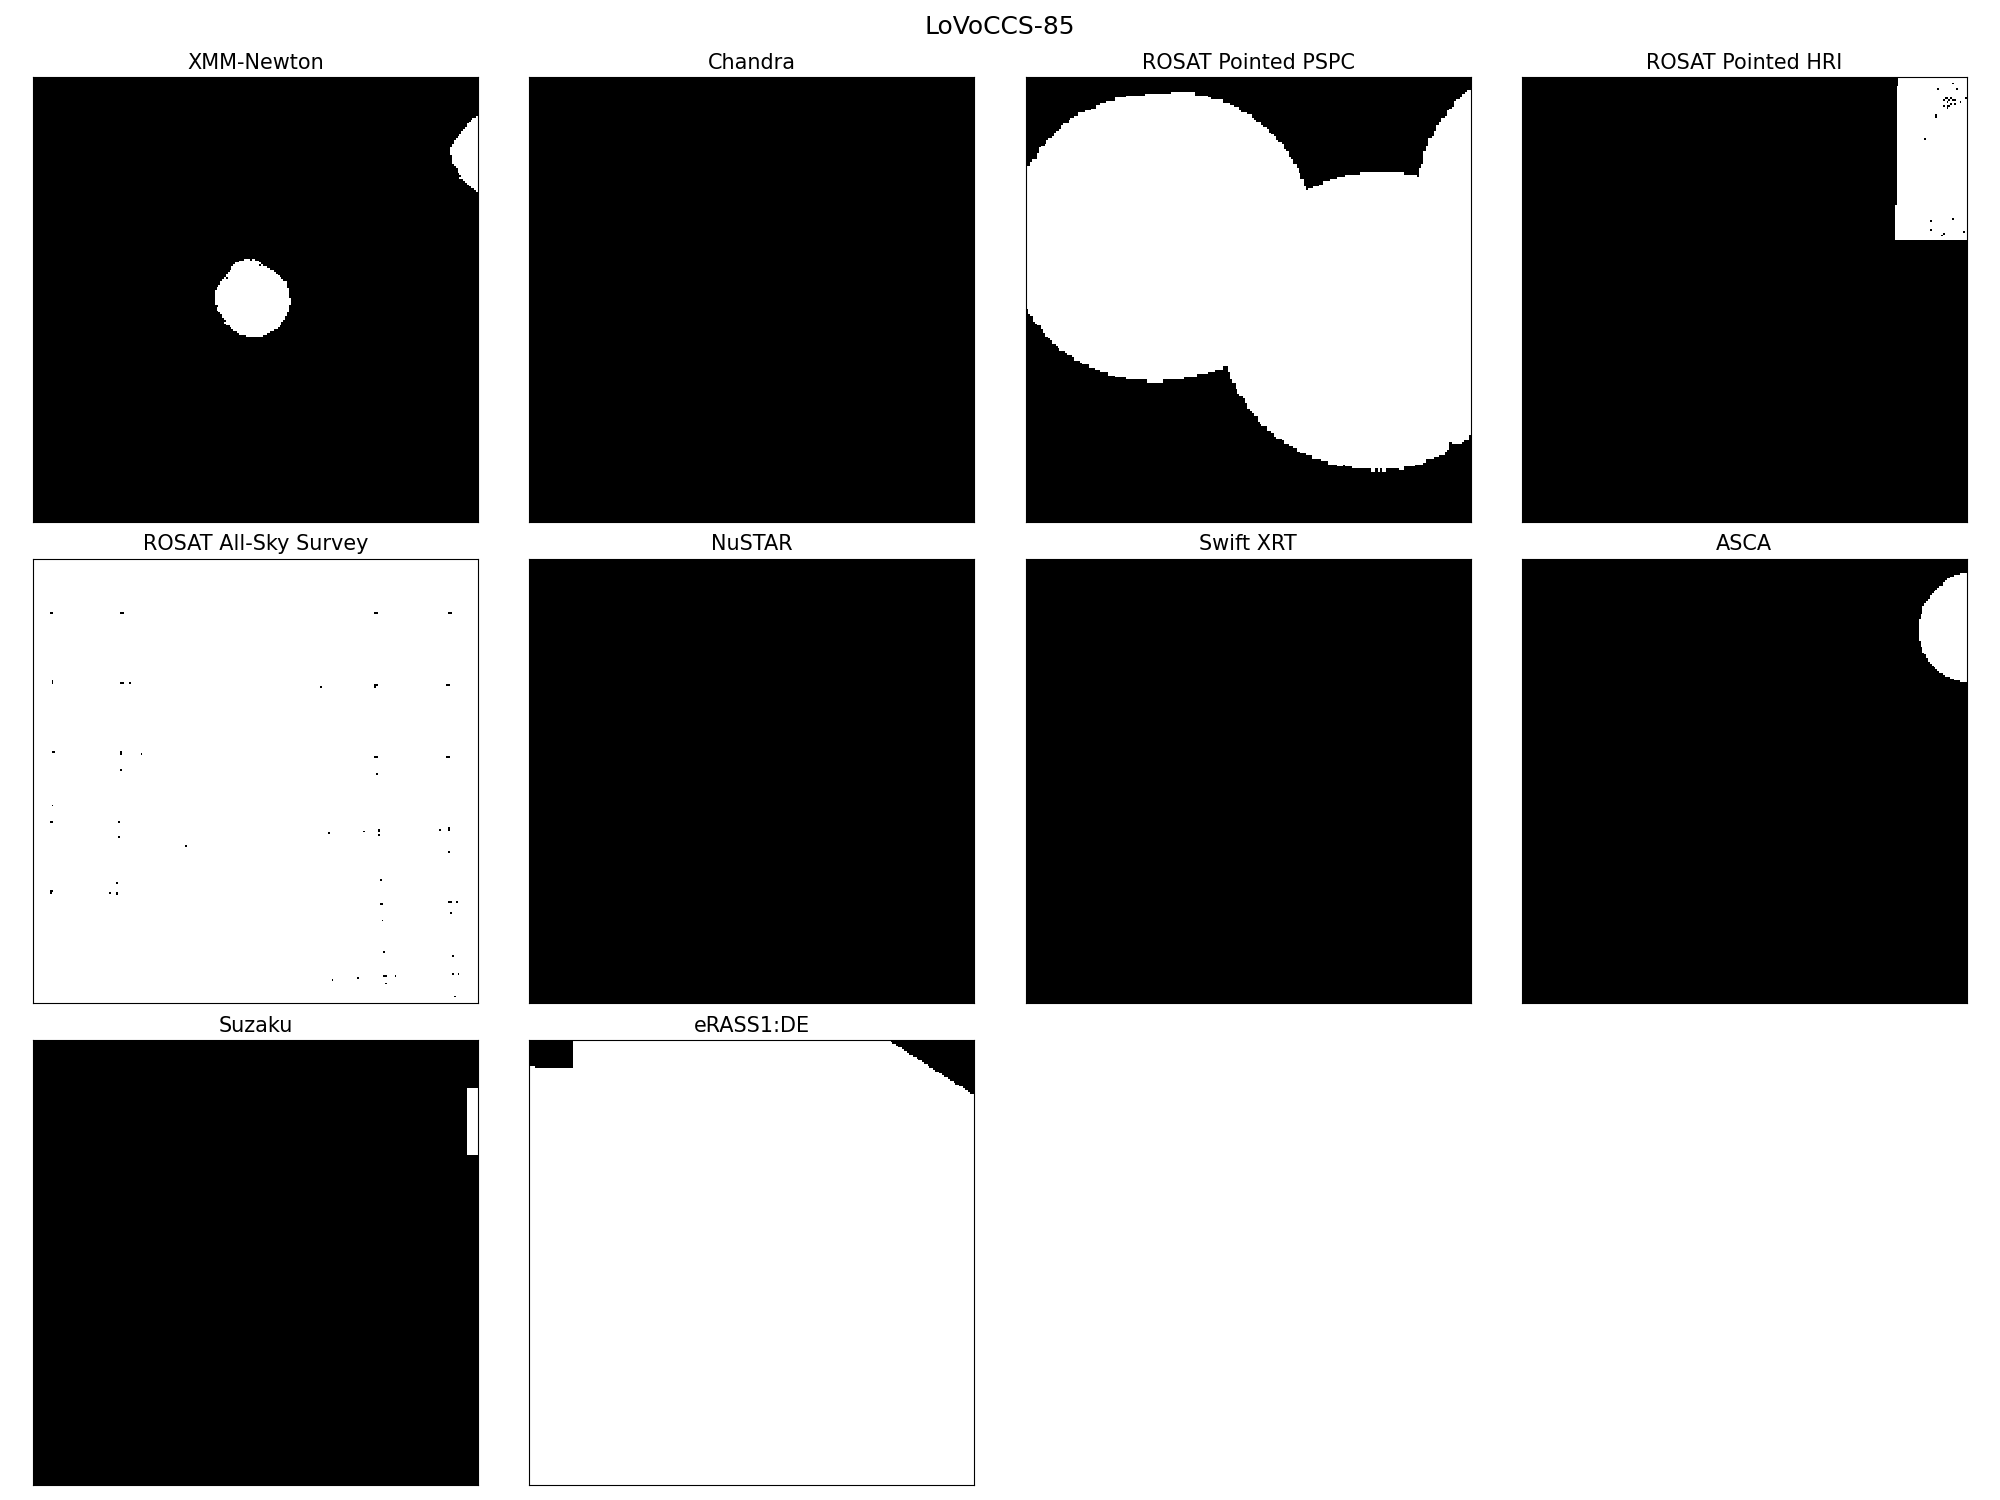 LoVoCCS-85
XMM-Newton
Chandra
ROSAT Pointed PSPC
ROSAT Pointed HRI
ROSAT All-Sky Survey
NuSTAR
Swift XRT
ASCA
Suzaku
eRASS1:DE